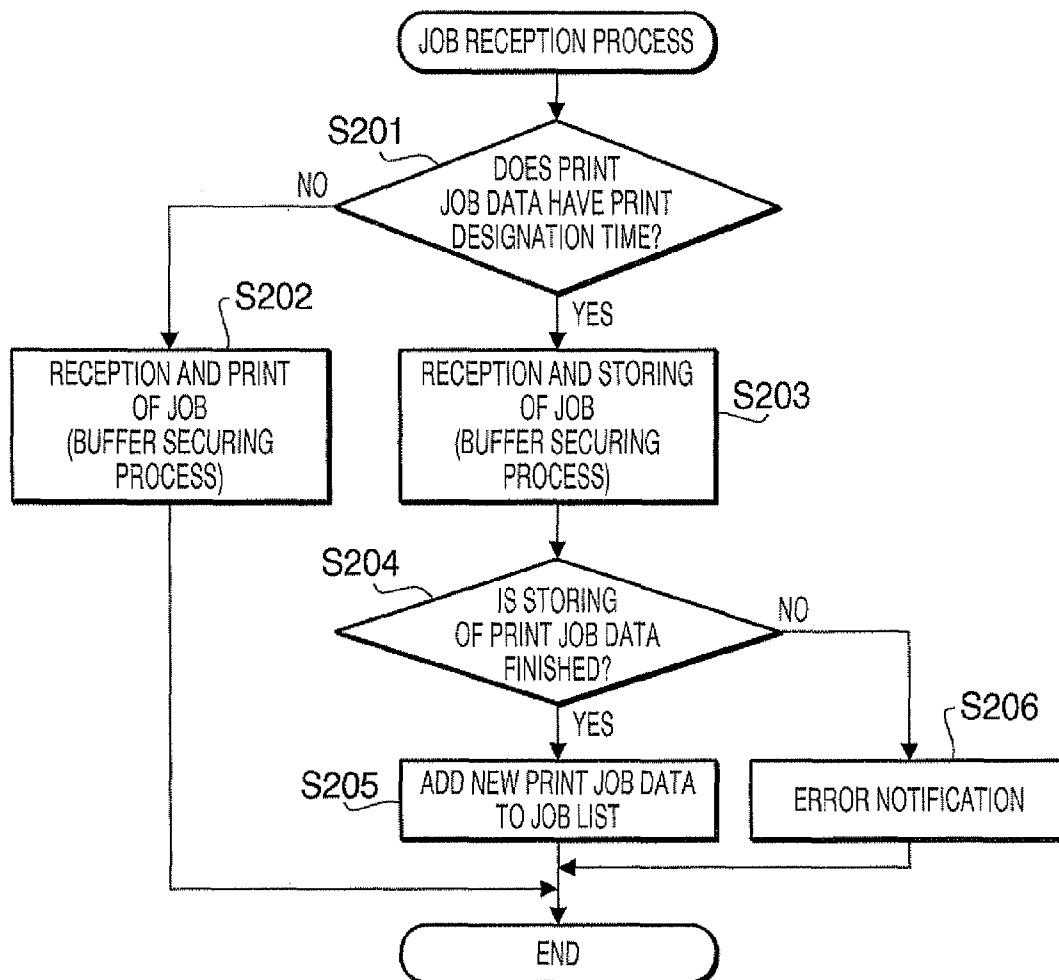 JOB RECEPTION PROCESS
S201
DOES PRINT
JOB DATA HAVE PRINT
DESIGNATION TIME?
NO
YES
S202
RECEPTION AND PRINT
OF JOB
(BUFFER SECURING
PROCESS)
RECEPTION AND STORING
OF JOB
(BUFFER SECURING
PROCESS)
S203
S204
IS STORING
OF PRINT JOB DATA
FINISHED?
NO
YES
S205
ADD NEW PRINT JOB DATA
TO JOB LIST
S206
ERROR NOTIFICATION
END